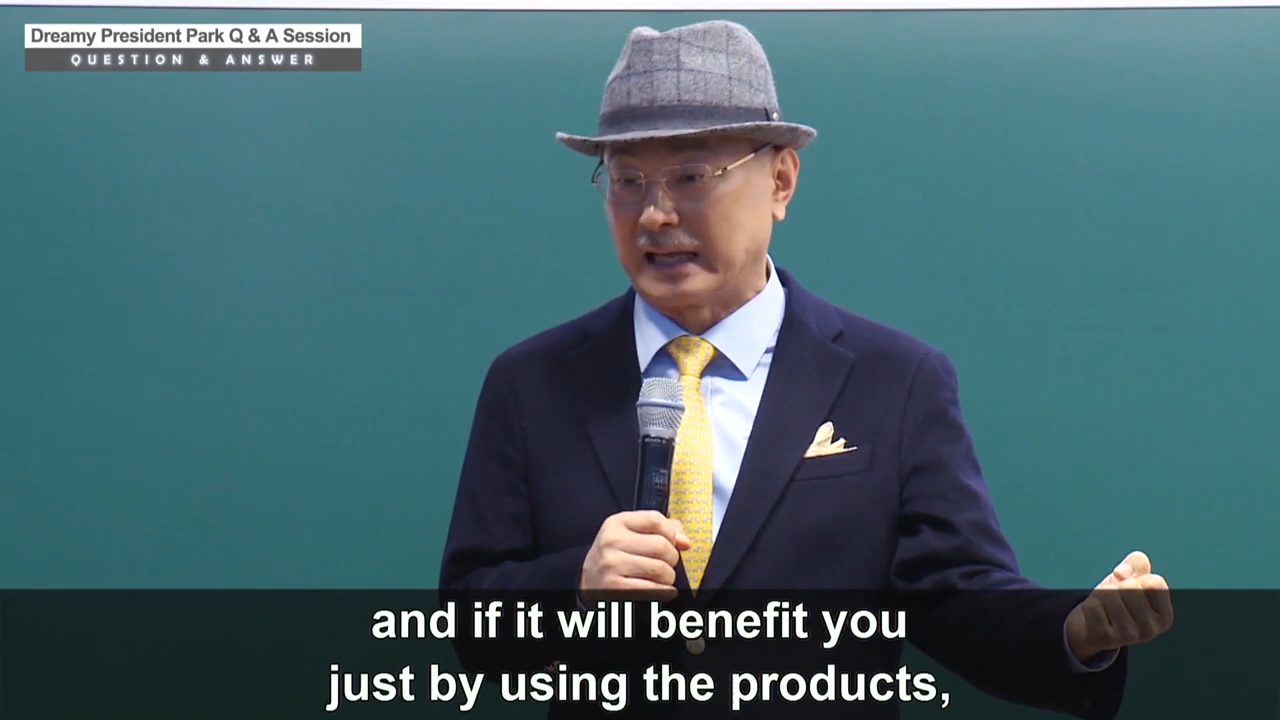 Dreamy President Park Q & A Session
QUESTION & ANSWER
and if it will benefit you
just by using the products,